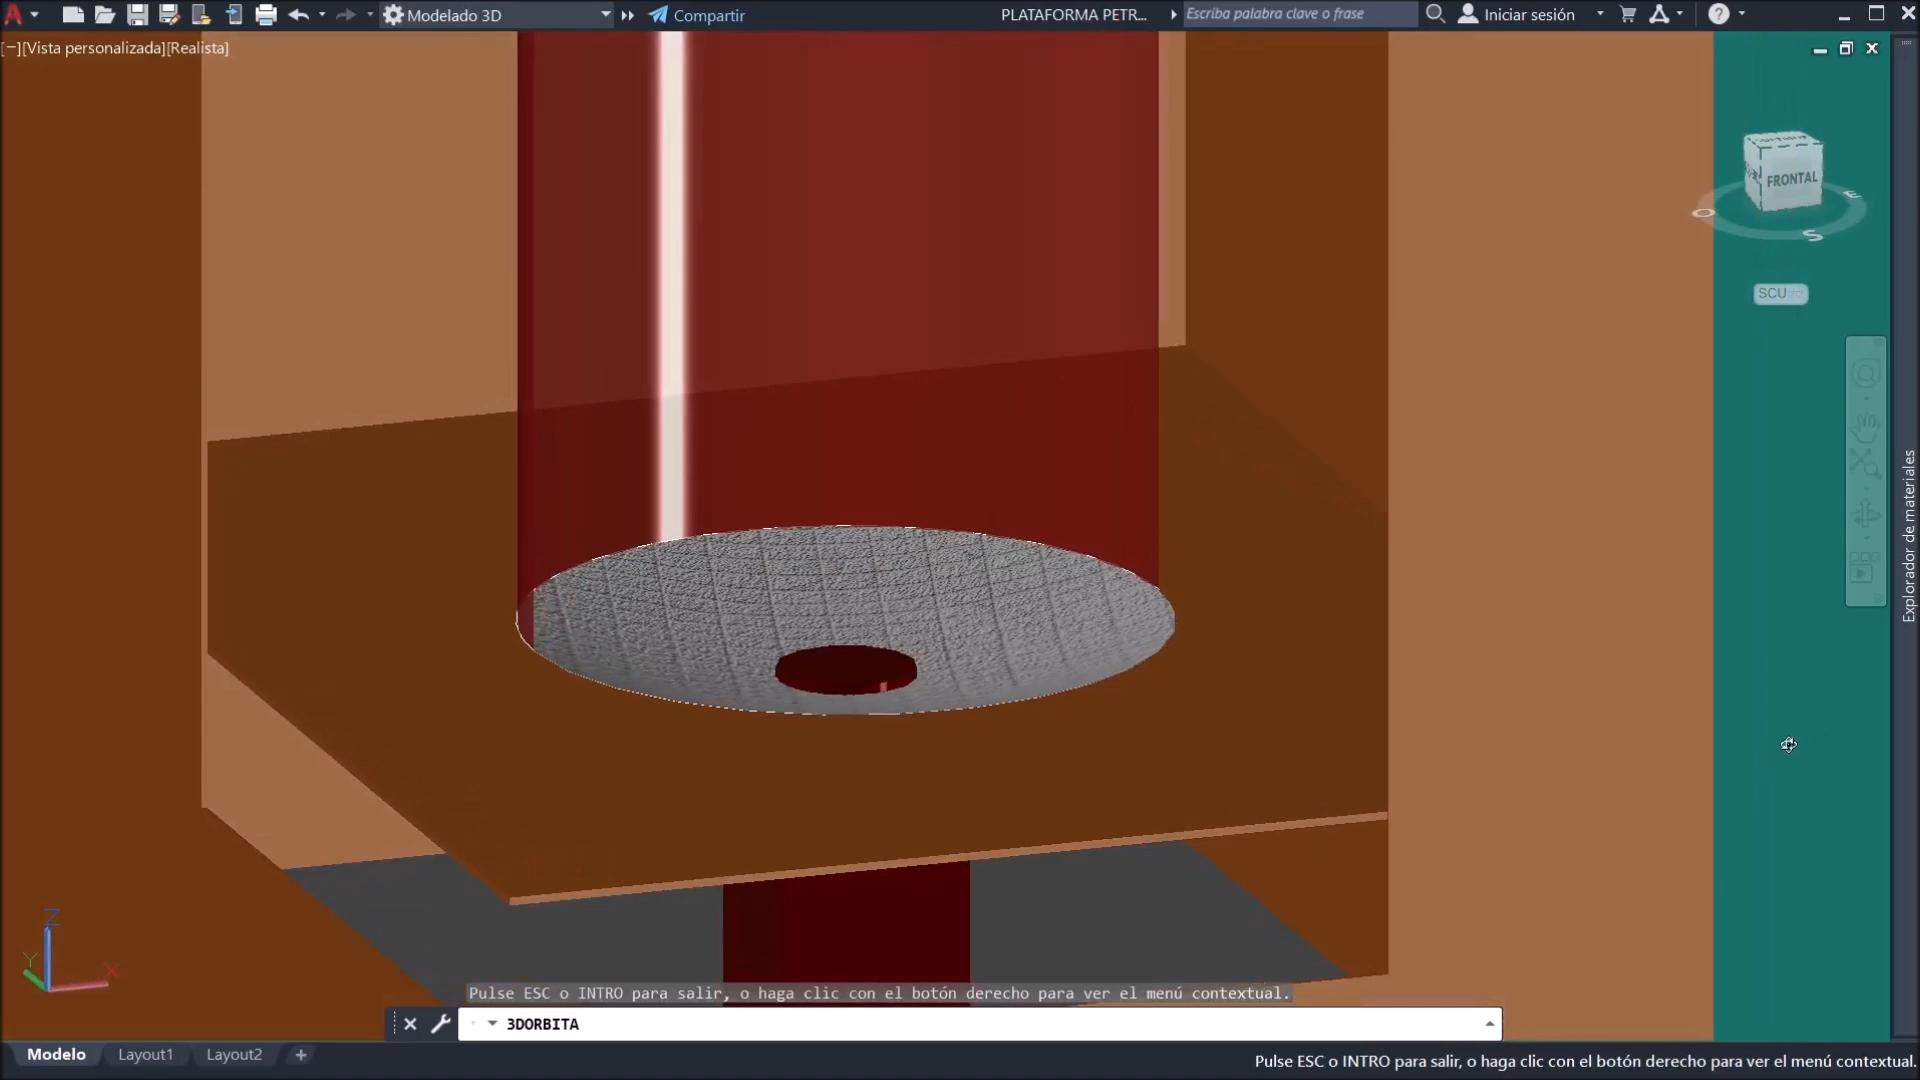 Modelado 3D
Compartir
PLATAFORMA PETR...
Escriba palabra clave o frase
Iniciar sesión
[−][Vista personalizada][Realista]
FRONTAL
O
E
S
SCU
Explorador de materiales
Z
Y
X
Pulse ESC o INTRO para salir, o haga clic con el botón derecho para ver el menú contextual.
3DORBITA
Modelo
Layout1
Layout2
+
Pulse ESC o INTRO para salir, o haga clic con el botón derecho para ver el menú contextual.